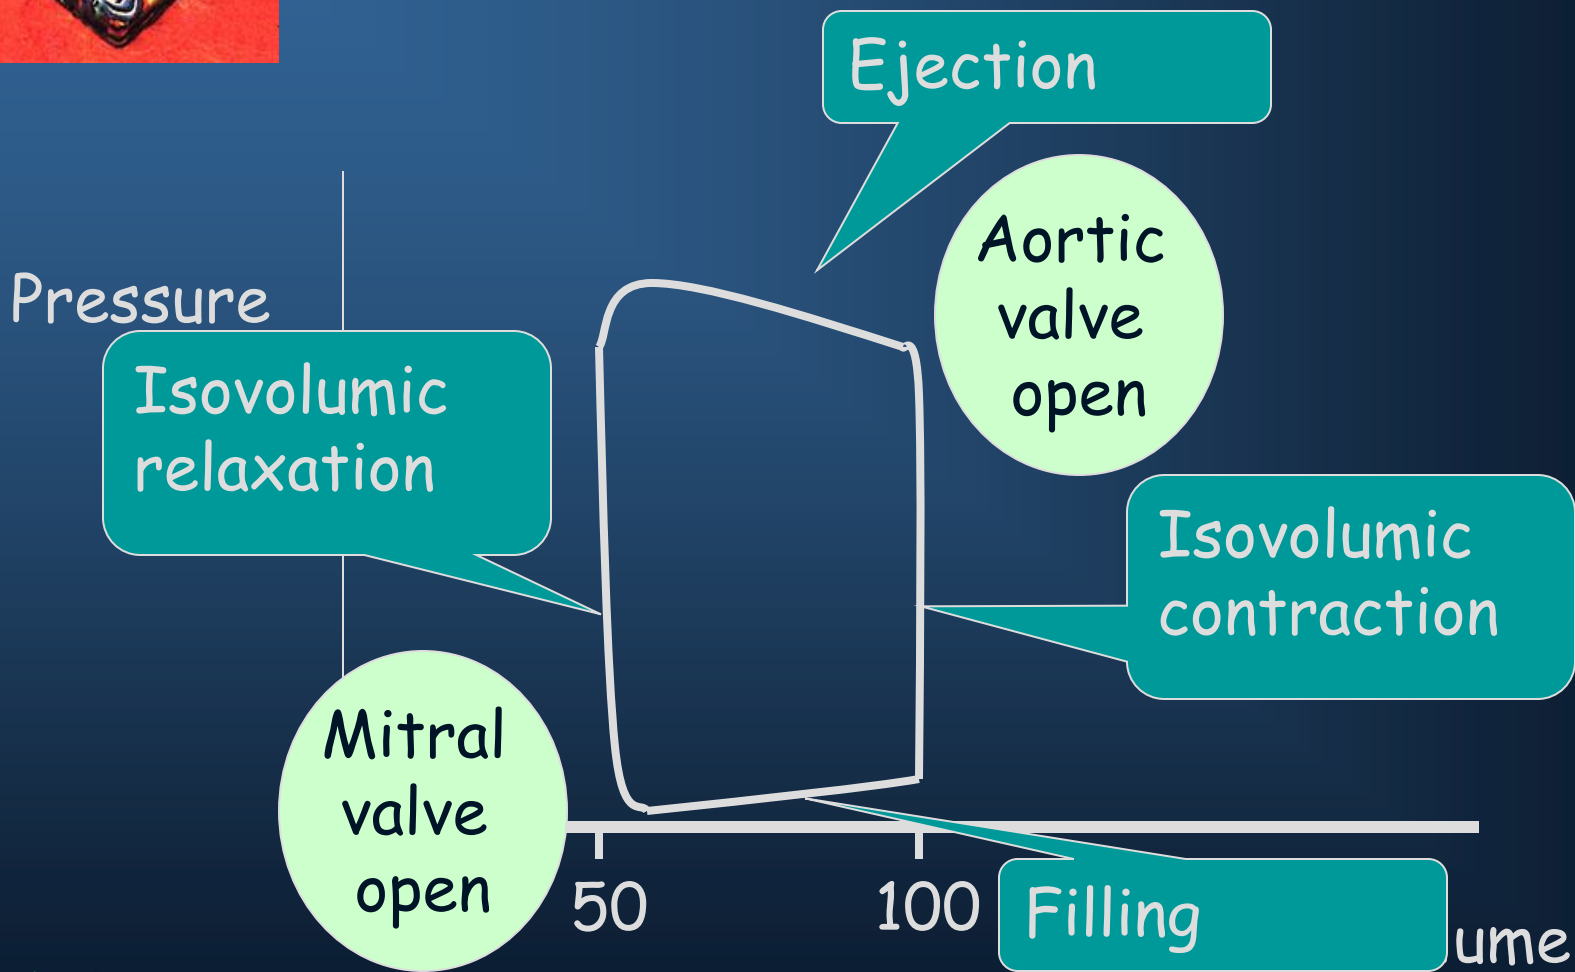 Ejection
Aortic
valve
open
Pressure
Isovolumic
relaxation
Isovolumic
contraction
Mitral
valve
open
50
100
Filling
ume